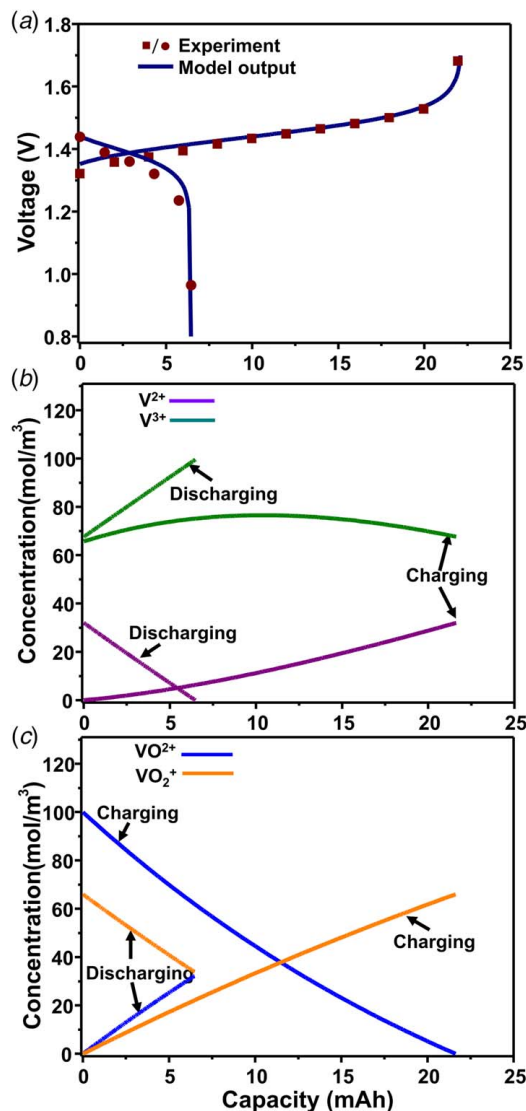 (a)
1.8
1.6
1.4
1.2
1.0
0.8
Voltage (V)
■/● Experiment
Model output
0 5 10 15 20 25
(b)
120
100
80
60
40
20
0
Concentration(mol/m³)
V²⁺
V³⁺
Discharging
Charging
Discharging
0 5 10 15 20 25
(c)
120
100
80
60
40
20
0
Concentration(mol/m³)
VO²⁺
VO₂⁺
Charging
Discharging
Charging
0 5 10 15 20 25
Capacity (mAh)